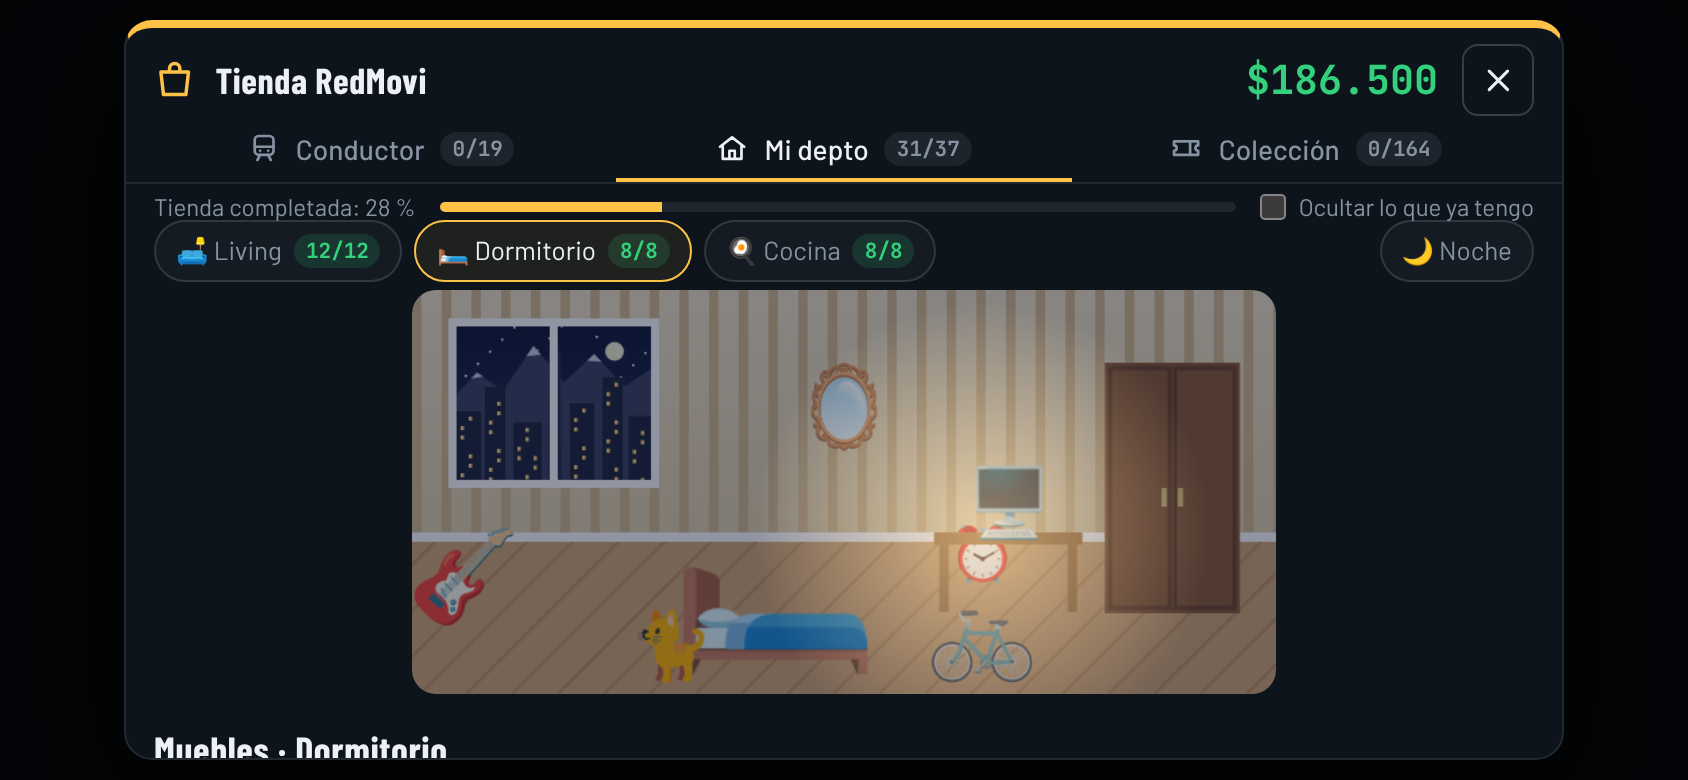 Tienda RedMovi
$186.500
Conductor 0/19
Mi depto 31/37
Colección 0/164
Tienda completada: 28 %
Ocultar lo que ya tengo
Living 12/12
Dormitorio 8/8
Cocina 8/8
Noche
Muebles · Dormitorio